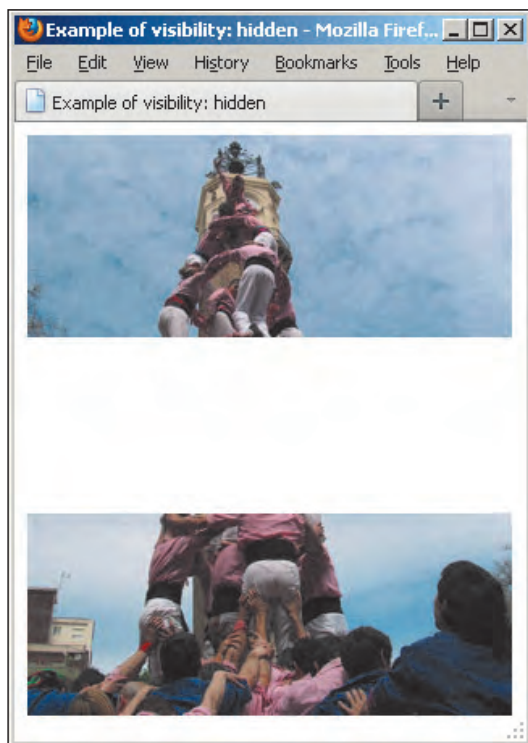 Example of visibility: hidden - Mozilla Firef...
File Edit View History Bookmarks Tools Help
Example of visibility: hidden